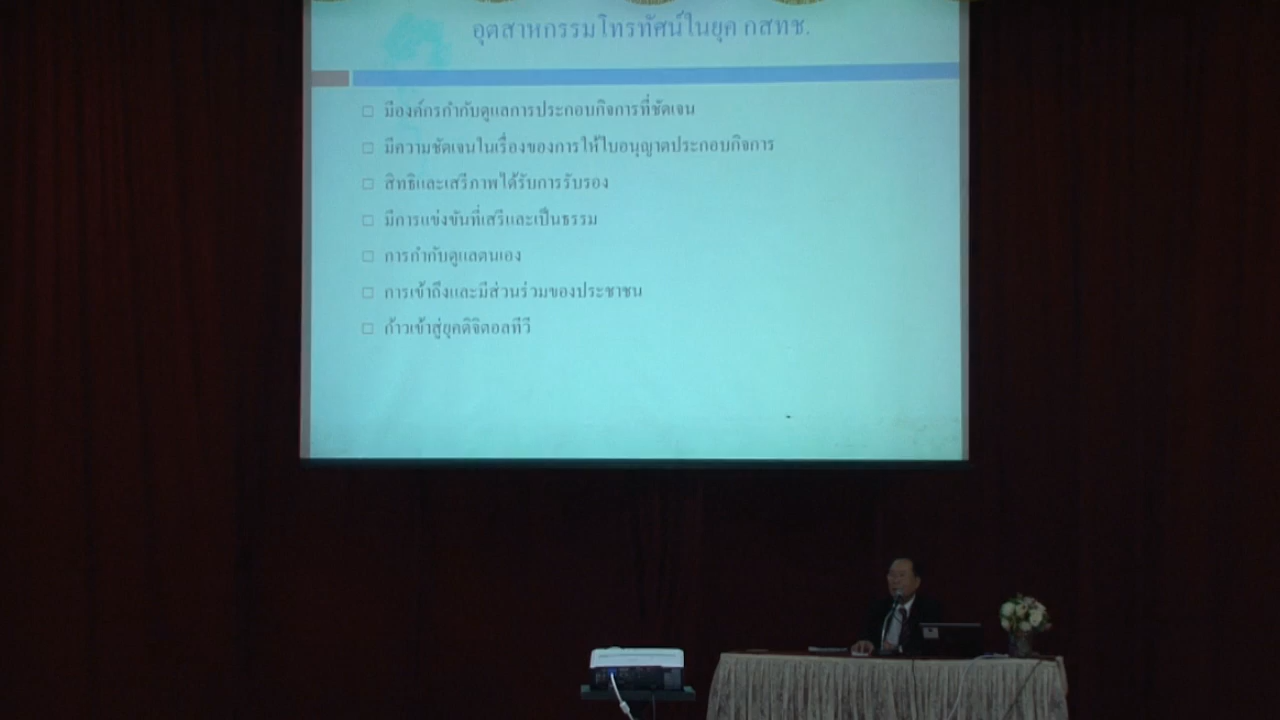 อุตสาหกรรมโทรทัศน์ในยุค กสทช.
มีองค์กรกำกับดูแลการประกอบกิจการที่ชัดเจน
มีความชัดเจนในเรื่องของการให้ใบอนุญาตประกอบกิจการ
สิทธิและเสรีภาพได้รับการรับรอง
มีการแข่งขันที่เสรีและเป็นธรรม
การกำกับดูแลตนเอง
การเข้าถึงและมีส่วนร่วมของประชาชน
ก้าวเข้าสู่ยุคดิจิตอลทีวี